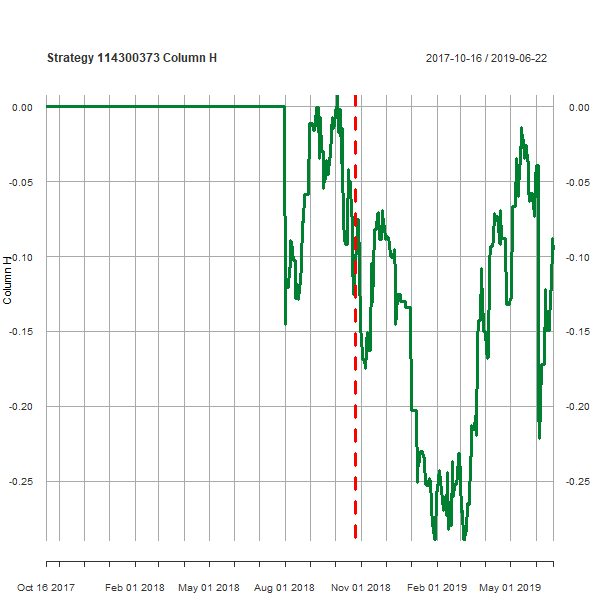 Strategy 114300373 Column H
2017-10-16 / 2019-06-22
0.00 0.00
-0.05 -0.05
-0.10 -0.10
Column H
-0.15 -0.15
-0.20 -0.20
-0.25 -0.25
Oct 16 2017 Feb 01 2018 May 01 2018 Aug 01 2018 Nov 01 2018 Feb 01 2019 May 01 2019